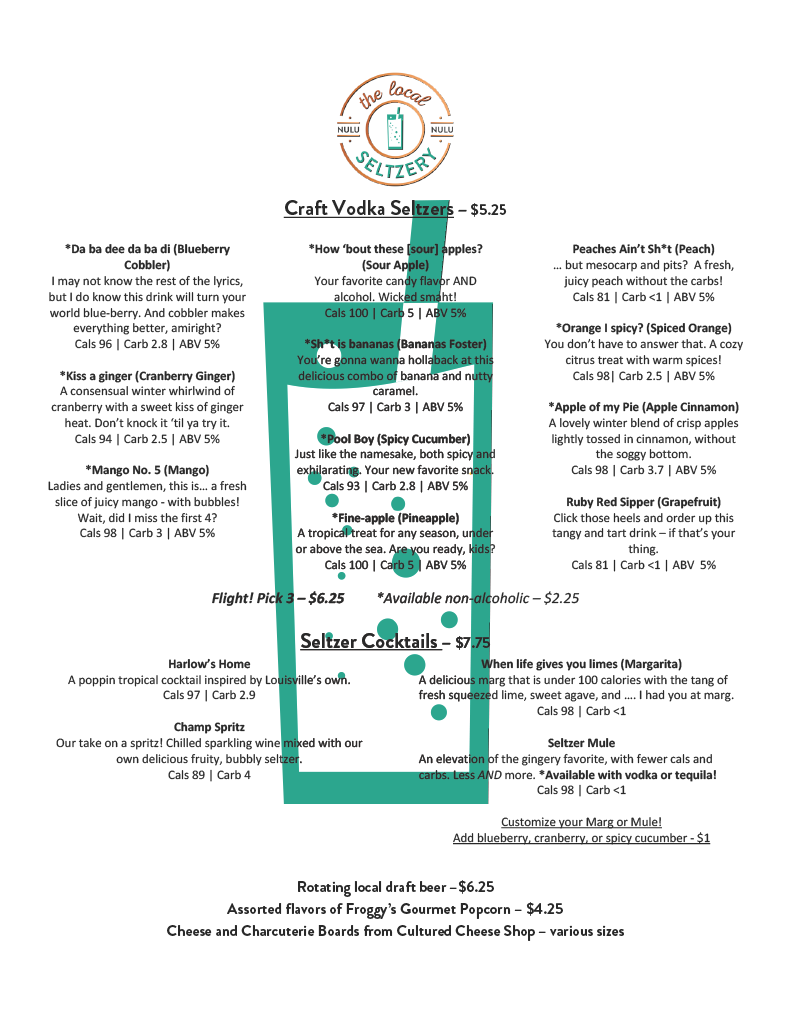 the local
NULU
NULU
SELTZERY
Craft Vodka Seltzers – $5.25
*Da ba dee da ba di (Blueberry
Cobbler)
I may not know the rest of the lyrics,
but I do know this drink will turn your
world blue-berry. And cobbler makes
everything better, amiright?
Cals 96 | Carb 2.8 | ABV 5%
*Kiss a ginger (Cranberry Ginger)
A consensual winter whirlwind of
cranberry with a sweet kiss of ginger
heat. Don't knock it 'til ya try it.
Cals 94 | Carb 2.5 | ABV 5%
*Mango No. 5 (Mango)
Ladies and gentlemen, this is… a fresh
slice of juicy mango - with bubbles!
Wait, did I miss the first 4?
Cals 98 | Carb 3 | ABV 5%
*How 'bout these [sour] apples?
(Sour Apple)
Your favorite candy flavor AND
alcohol. Wicked smaht!
Cals 100 | Carb 5 | ABV 5%
*Sh*t is bananas (Bananas Foster)
You're gonna wanna hollaback at this
delicious combo of banana and nutty
caramel.
Cals 97 | Carb 3 | ABV 5%
*Pool Boy (Spicy Cucumber)
Just like the namesake, both spicy and
exhilarating. Your new favorite snack.
Cals 93 | Carb 2.8 | ABV 5%
*Fine-apple (Pineapple)
A tropical treat for any season, under
or above the sea. Are you ready, kids?
Cals 100 | Carb 5 | ABV 5%
Peaches Ain't Sh*t (Peach)
… but mesocarp and pits? A fresh,
juicy peach without the carbs!
Cals 81 | Carb <1 | ABV 5%
*Orange I spicy? (Spiced Orange)
You don't have to answer that. A cozy
citrus treat with warm spices!
Cals 98| Carb 2.5 | ABV 5%
*Apple of my Pie (Apple Cinnamon)
A lovely winter blend of crisp apples
lightly tossed in cinnamon, without
the soggy bottom.
Cals 98 | Carb 3.7 | ABV 5%
Ruby Red Sipper (Grapefruit)
Click those heels and order up this
tangy and tart drink – if that's your
thing.
Cals 81 | Carb <1 | ABV 5%
Flight! Pick 3 – $6.25 *Available non-alcoholic – $2.25
Seltzer Cocktails – $7.75
Harlow's Home
A poppin tropical cocktail inspired by Louisville's own.
Cals 97 | Carb 2.9
Champ Spritz
Our take on a spritz! Chilled sparkling wine mixed with our
own delicious fruity, bubbly seltzer.
Cals 89 | Carb 4
When life gives you limes (Margarita)
A delicious marg that is under 100 calories with the tang of
fresh squeezed lime, sweet agave, and …. I had you at marg.
Cals 98 | Carb <1
Seltzer Mule
An elevation of the gingery favorite, with fewer cals and
carbs. Less AND more. *Available with vodka or tequila!
Cals 98 | Carb <1
Customize your Marg or Mule!
Add blueberry, cranberry, or spicy cucumber - $1
Rotating local draft beer – $6.25
Assorted flavors of Froggy's Gourmet Popcorn – $4.25
Cheese and Charcuterie Boards from Cultured Cheese Shop – various sizes